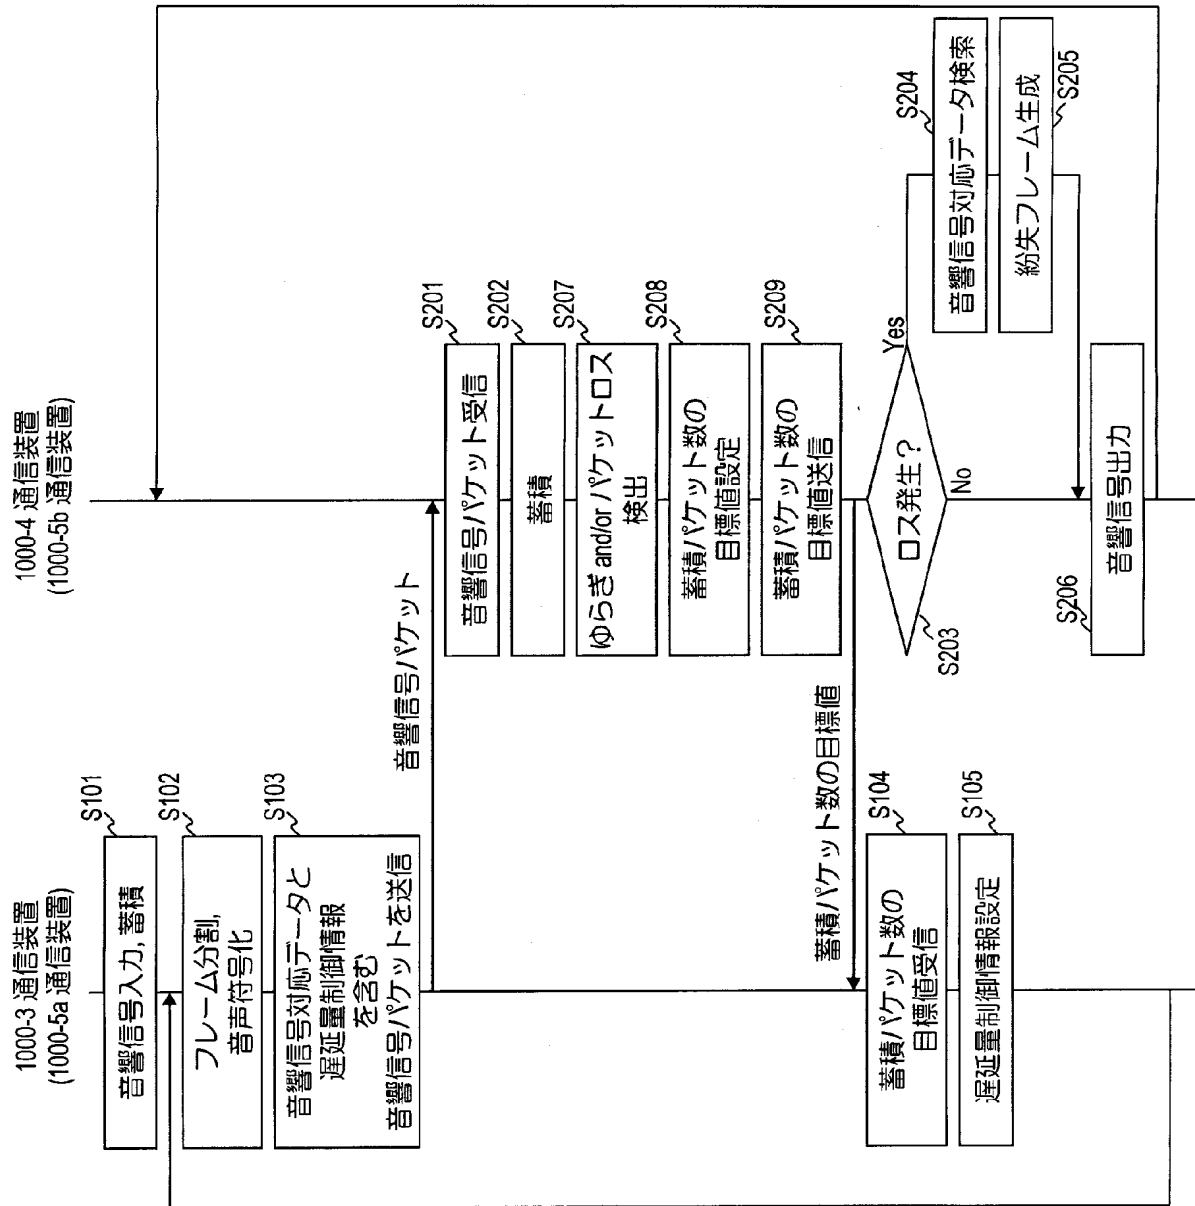 1000-3 通信装置
(1000-5a 通信装置)
音響信号入力, 蓄積
S101
フレーム分割,
音声符号化
S102
音響信号対応データと
遅延量制御情報
を含む
音響信号パケットを送信
S103
音響信号パケット
蓄積パケット数の目標値
蓄積パケット数の
目標値受信
S104
遅延量制御情報設定
S105
1000-4 通信装置
(1000-5b 通信装置)
音響信号パケット受信
S201
蓄積
S202
ゆらぎ and/or パケットロス
検出
S207
蓄積パケット数の
目標値設定
S208
蓄積パケット数の
目標値送信
S209
ロス発生?
S203
Yes
No
音響信号対応データ検索
S204
紛失フレーム生成
S205
音響信号出力
S206